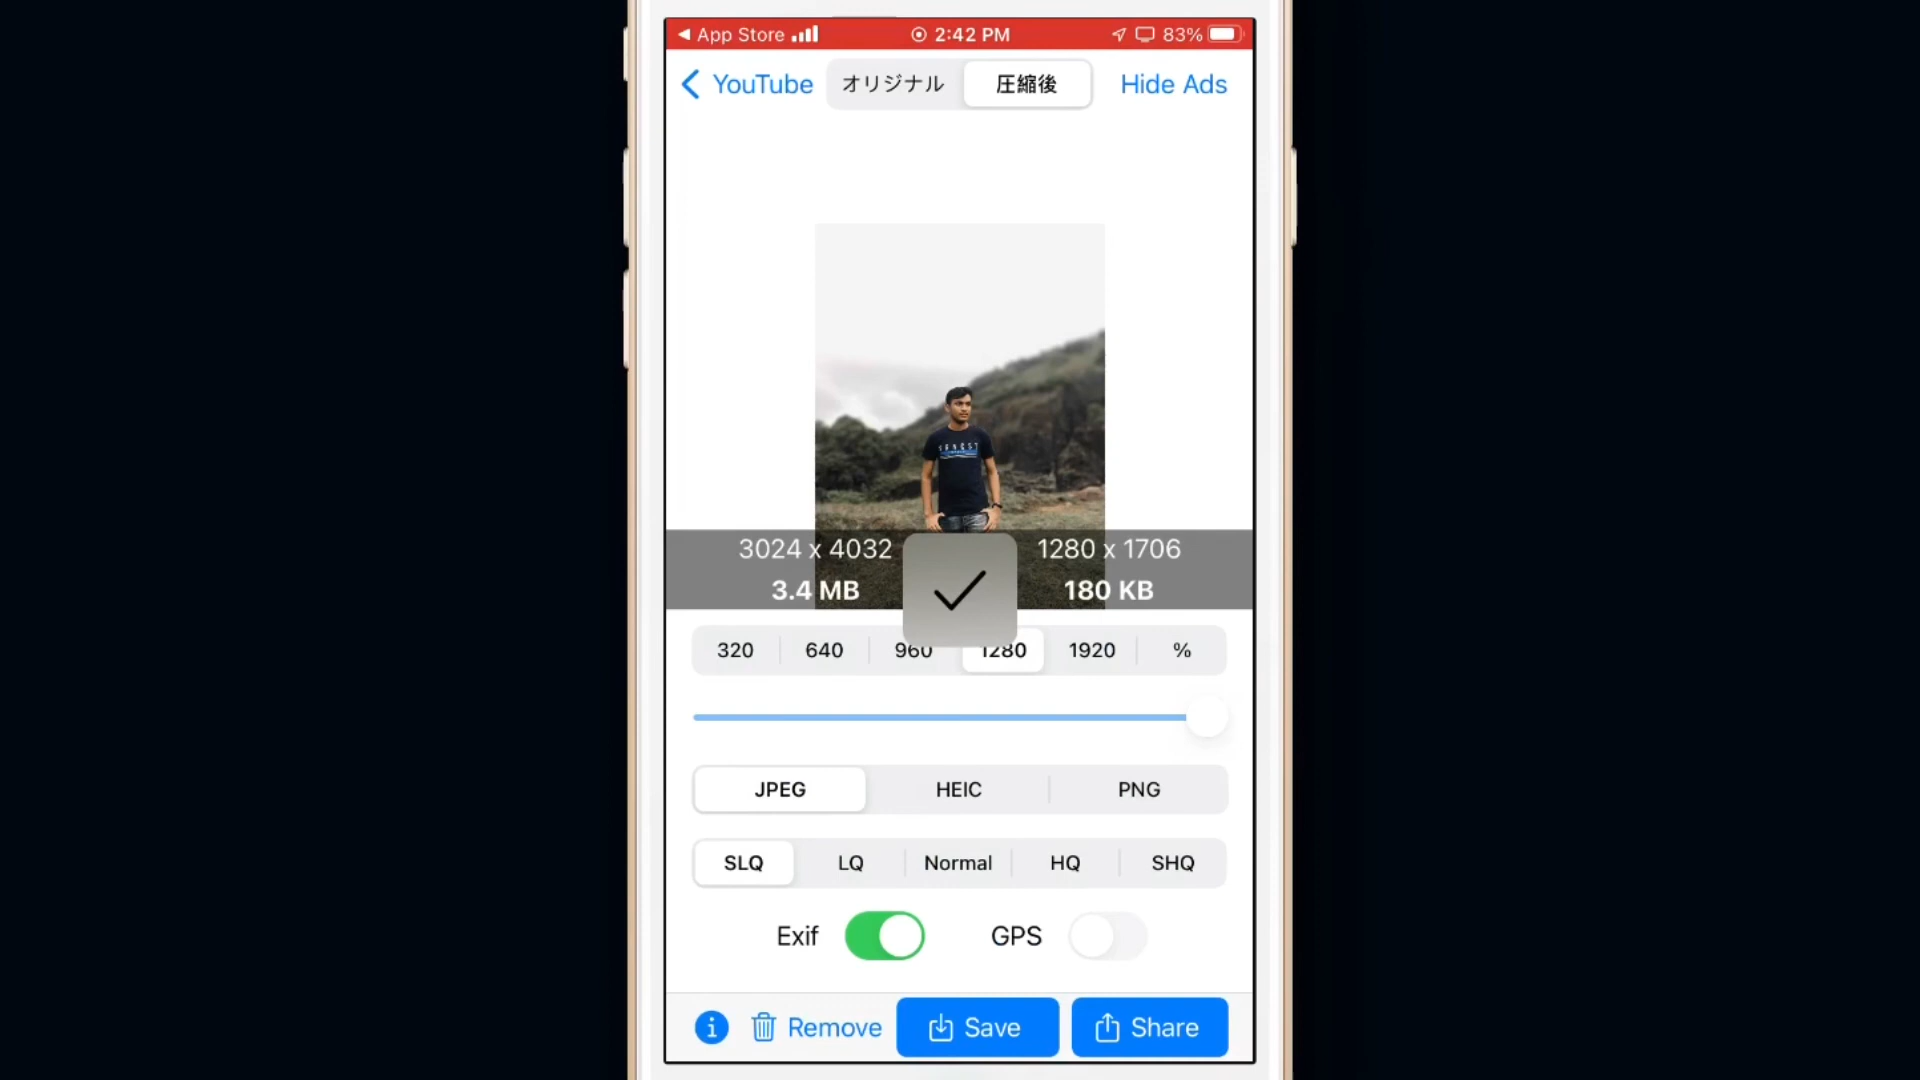 App Store 2:42 PM 83%
YouTube オリジナル 圧縮後 Hide Ads
3024 x 4032 1280 x 1706
3.4 MB 180 KB
320 640 960 1280 1920 %
JPEG HEIC PNG
SLQ LQ Normal HQ SHQ
Exif GPS
Remove Save Share